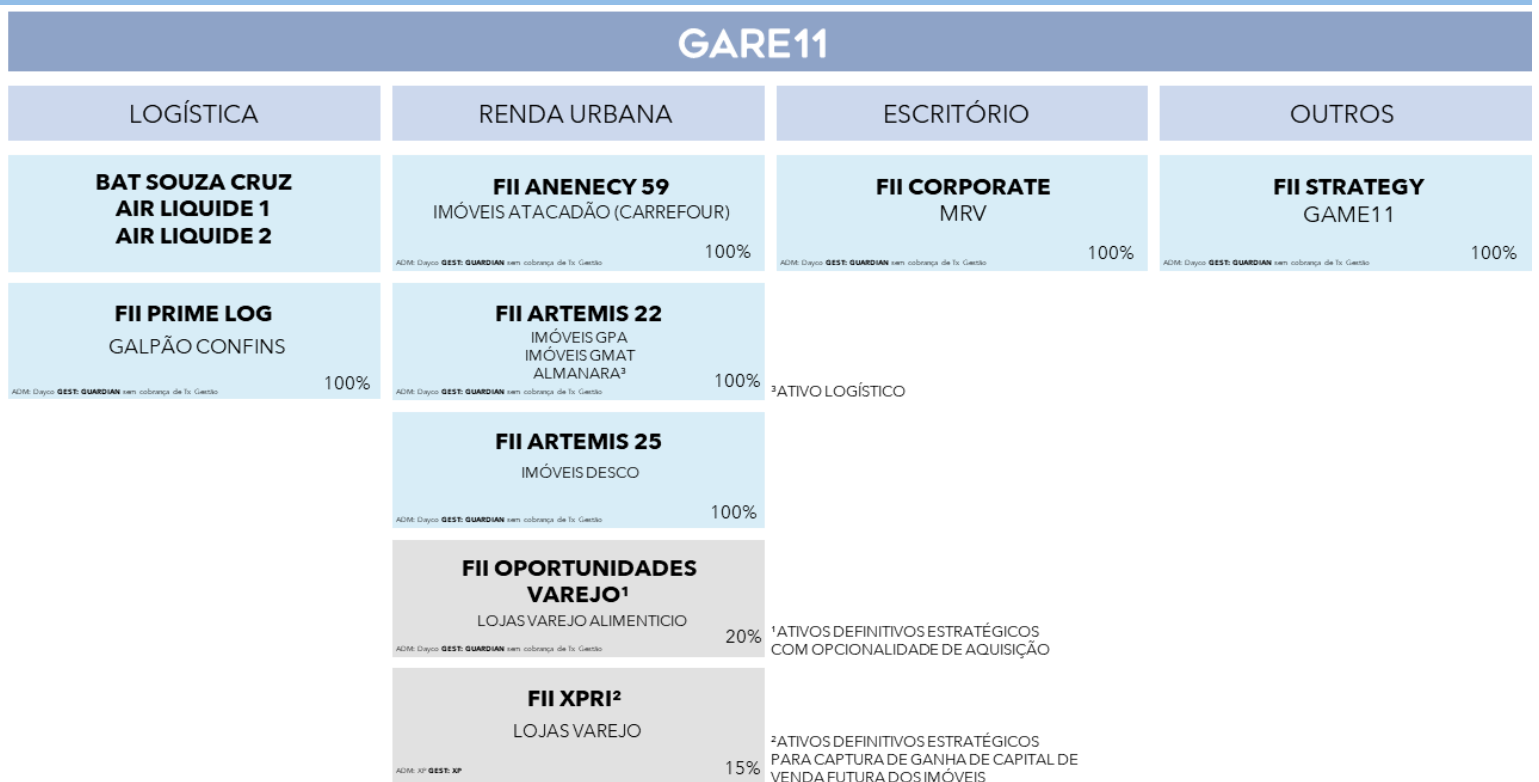 GARE11
LOGÍSTICA
RENDA URBANA
ESCRITÓRIO
OUTROS
BAT SOUZA CRUZ
AIR LIQUIDE 1
AIR LIQUIDE 2
FII ANENECY 59
IMÓVEIS ATACADÃO (CARREFOUR)
100%
ADM: Dayco GEST: GUARDIAN sem cobrança de Tx Gestão
FII CORPORATE
MRV
100%
ADM: Dayco GEST: GUARDIAN sem cobrança de Tx Gestão
FII STRATEGY
GAME11
100%
ADM: Dayco GEST: GUARDIAN sem cobrança de Tx Gestão
FII PRIME LOG
GALPÃO CONFINS
100%
ADM: Dayco GEST: GUARDIAN sem cobrança de Tx Gestão
FII ARTEMIS 22
IMÓVEIS GPA
IMÓVEIS GMAT
ALMANARA³
100%
ADM: Dayco GEST: GUARDIAN sem cobrança de Tx Gestão
³ATIVO LOGÍSTICO
FII ARTEMIS 25
IMÓVEIS DESCO
100%
ADM: Dayco GEST: GUARDIAN sem cobrança de Tx Gestão
FII OPORTUNIDADES
VAREJO¹
LOJAS VAREJO ALIMENTICIO
20%
ADM: Dayco GEST: GUARDIAN sem cobrança de Tx Gestão
¹ATIVOS DEFINITIVOS ESTRATÉGICOS
COM OPCIONALIDADE DE AQUISIÇÃO
FII XPRI²
LOJAS VAREJO
15%
ADM: XP GEST: XP
²ATIVOS DEFINITIVOS ESTRATÉGICOS
PARA CAPTURA DE GANHA DE CAPITAL DE
VENDA FUTURA DOS IMÓVEIS